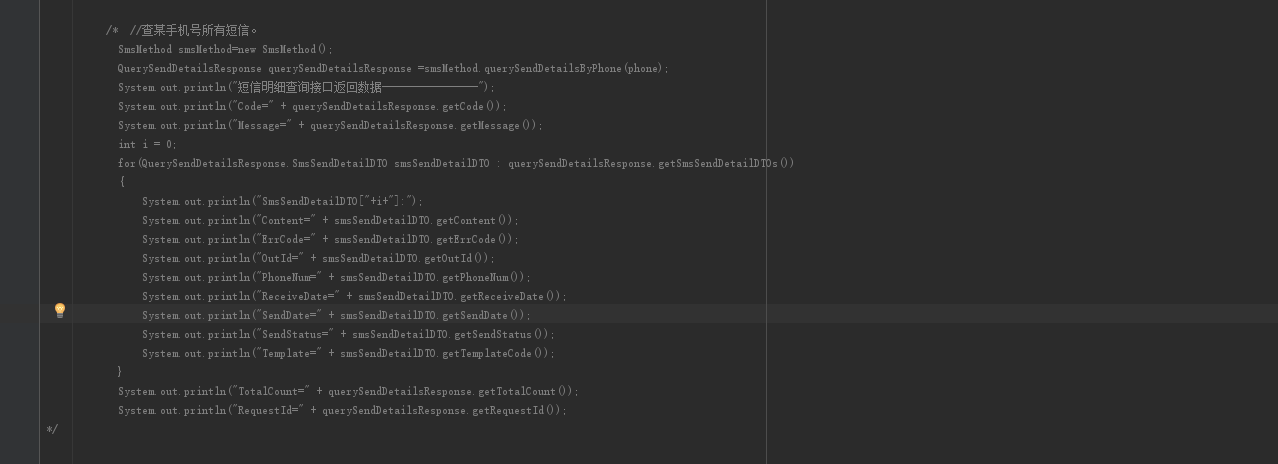 /*  //查某手机号所有短信。
SmsMethod smsMethod=new SmsMethod();
QuerySendDetailsResponse querySendDetailsResponse =smsMethod.querySendDetailsByPhone(phone);
System.out.println("短信明细查询接口返回数据----------------");
System.out.println("Code=" + querySendDetailsResponse.getCode());
System.out.println("Message=" + querySendDetailsResponse.getMessage());
int i = 0;
for(QuerySendDetailsResponse.SmsSendDetailDTO smsSendDetailDTO : querySendDetailsResponse.getSmsSendDetailDTOs())
{
System.out.println("SmsSendDetailDTO["+i+"]:");
System.out.println("Content=" + smsSendDetailDTO.getContent());
System.out.println("ErrCode=" + smsSendDetailDTO.getErrCode());
System.out.println("OutId=" + smsSendDetailDTO.getOutId());
System.out.println("PhoneNum=" + smsSendDetailDTO.getPhoneNum());
System.out.println("ReceiveDate=" + smsSendDetailDTO.getReceiveDate());
System.out.println("SendDate=" + smsSendDetailDTO.getSendDate());
System.out.println("SendStatus=" + smsSendDetailDTO.getSendStatus());
System.out.println("Template=" + smsSendDetailDTO.getTemplateCode());
}
System.out.println("TotalCount=" + querySendDetailsResponse.getTotalCount());
System.out.println("RequestId=" + querySendDetailsResponse.getRequestId());
*/